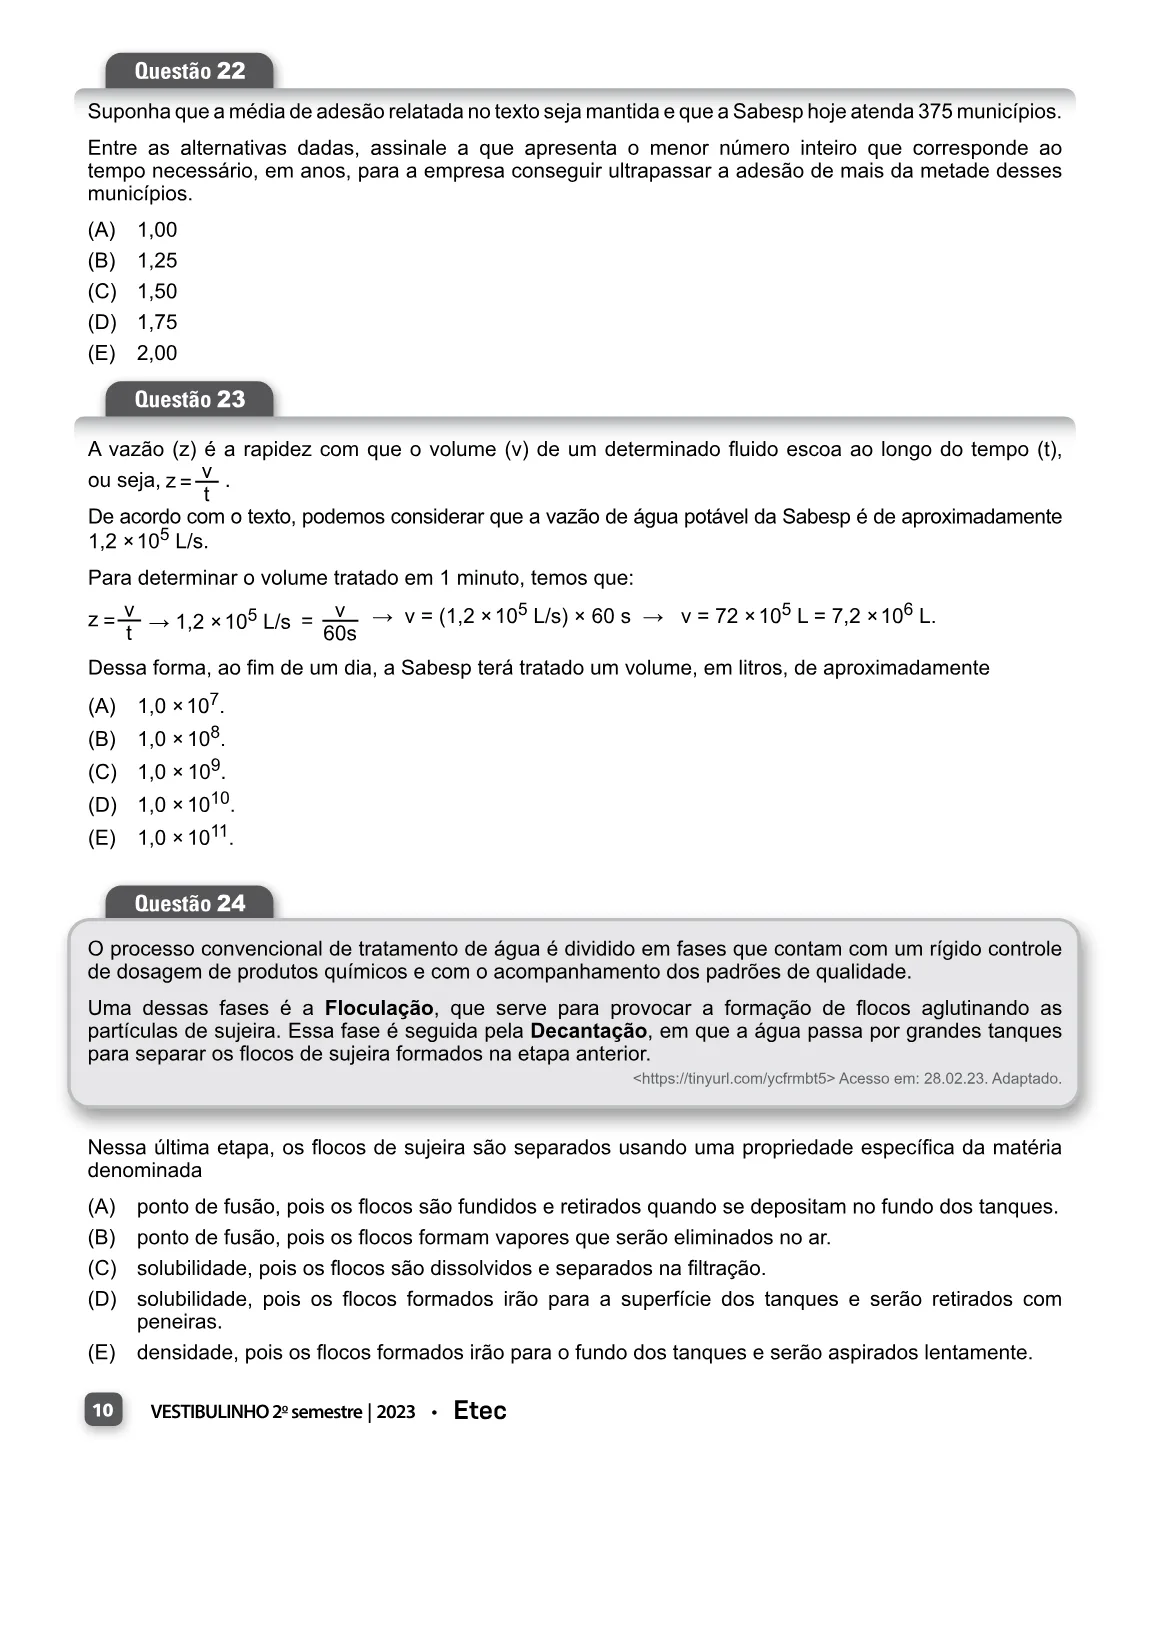 Questão 22
Suponha que a média de adesão relatada no texto seja mantida e que a Sabesp hoje atenda 375 municípios.
Entre as alternativas dadas, assinale a que apresenta o menor número inteiro que corresponde ao
tempo necessário, em anos, para a empresa conseguir ultrapassar a adesão de mais da metade desses
municípios.
(A) 1,00
(B) 1,25
(C) 1,50
(D) 1,75
(E) 2,00
Questão 23
A vazão (z) é a rapidez com que o volume (v) de um determinado fluido escoa ao longo do tempo (t),
ou seja, z = v/t .
De acordo com o texto, podemos considerar que a vazão de água potável da Sabesp é de aproximadamente
1,2 × 10⁵ L/s.
Para determinar o volume tratado em 1 minuto, temos que:
z = v/t → 1,2 × 10⁵ L/s = v/60s → v = (1,2 × 10⁵ L/s) × 60 s → v = 72 × 10⁵ L = 7,2 × 10⁶ L.
Dessa forma, ao fim de um dia, a Sabesp terá tratado um volume, em litros, de aproximadamente
(A) 1,0 × 10⁷.
(B) 1,0 × 10⁸.
(C) 1,0 × 10⁹.
(D) 1,0 × 10¹⁰.
(E) 1,0 × 10¹¹.
Questão 24
O processo convencional de tratamento de água é dividido em fases que contam com um rígido controle
de dosagem de produtos químicos e com o acompanhamento dos padrões de qualidade.
Uma dessas fases é a Floculação, que serve para provocar a formação de flocos aglutinando as
partículas de sujeira. Essa fase é seguida pela Decantação, em que a água passa por grandes tanques
para separar os flocos de sujeira formados na etapa anterior.
<https://tinyurl.com/ycfrmbt5> Acesso em: 28.02.23. Adaptado.
Nessa última etapa, os flocos de sujeira são separados usando uma propriedade específica da matéria
denominada
(A) ponto de fusão, pois os flocos são fundidos e retirados quando se depositam no fundo dos tanques.
(B) ponto de fusão, pois os flocos formam vapores que serão eliminados no ar.
(C) solubilidade, pois os flocos são dissolvidos e separados na filtração.
(D) solubilidade, pois os flocos formados irão para a superfície dos tanques e serão retirados com
peneiras.
(E) densidade, pois os flocos formados irão para o fundo dos tanques e serão aspirados lentamente.
10 VESTIBULINHO 2º semestre | 2023 • Etec